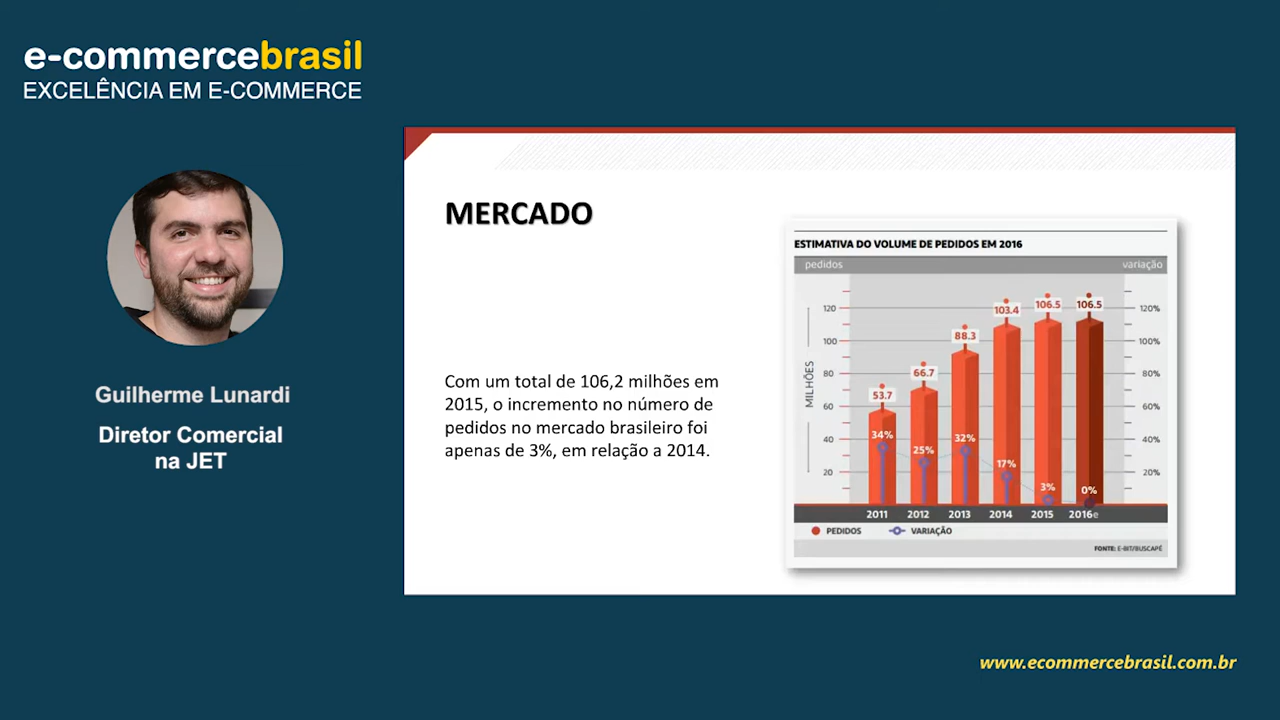 e-commercebrasil
EXCELÊNCIA EM E-COMMERCE
Guilherme Lunardi
Diretor Comercial
na JET
MERCADO
Com um total de 106,2 milhões em
2015, o incremento no número de
pedidos no mercado brasileiro foi
apenas de 3%, em relação a 2014.
ESTIMATIVA DO VOLUME DE PEDIDOS EM 2016
pedidos variação
MILHÕES
120 100 80 60 40 20
53.7 66.7 88.3 103.4 106.5 106.5
34% 25% 32% 17% 3% 0%
120% 100% 80% 60% 40% 20%
2011 2012 2013 2014 2015 2016e
PEDIDOS VARIAÇÃO
FONTE: E-BIT/BUSCAPÉ
www.ecommercebrasil.com.br